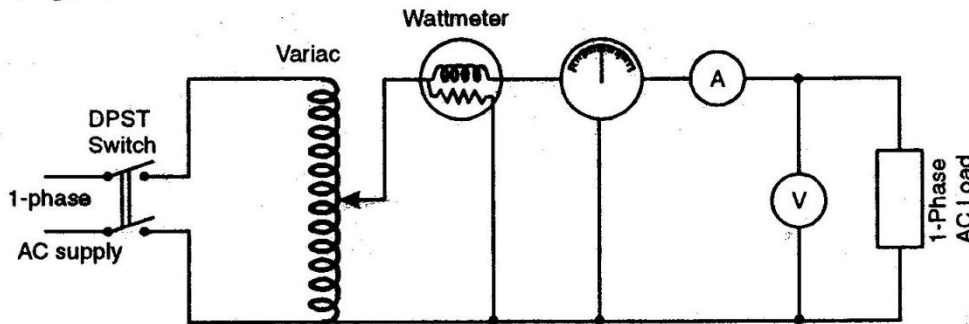 Wattmeter
Variac
DPST
Switch
1-phase
AC supply
A
V
1-Phase
AC Load